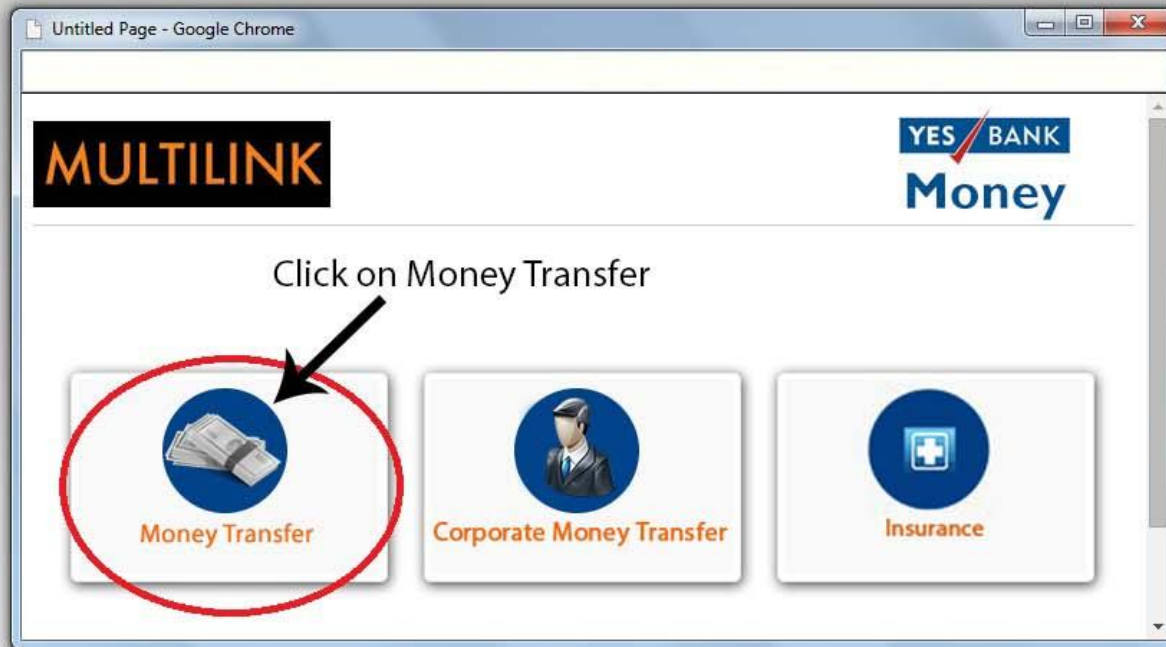 Untitled Page - Google Chrome
MULTILINK
YES BANK
Money
Click on Money Transfer
Money Transfer
Corporate Money Transfer
Insurance